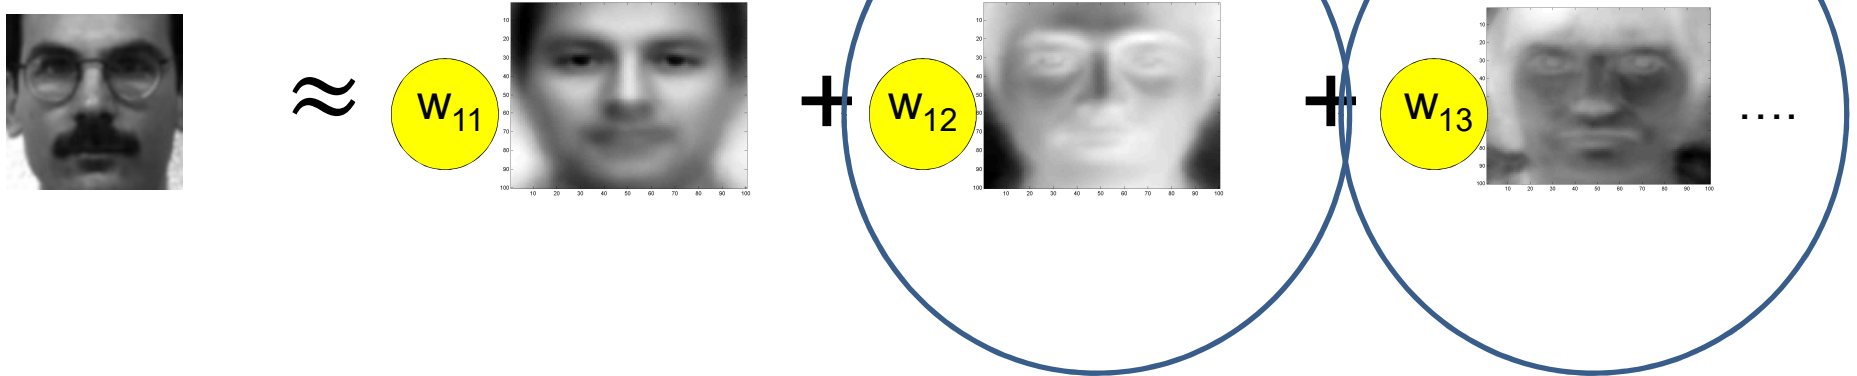 ≈ w11 + w12 + w13 ....